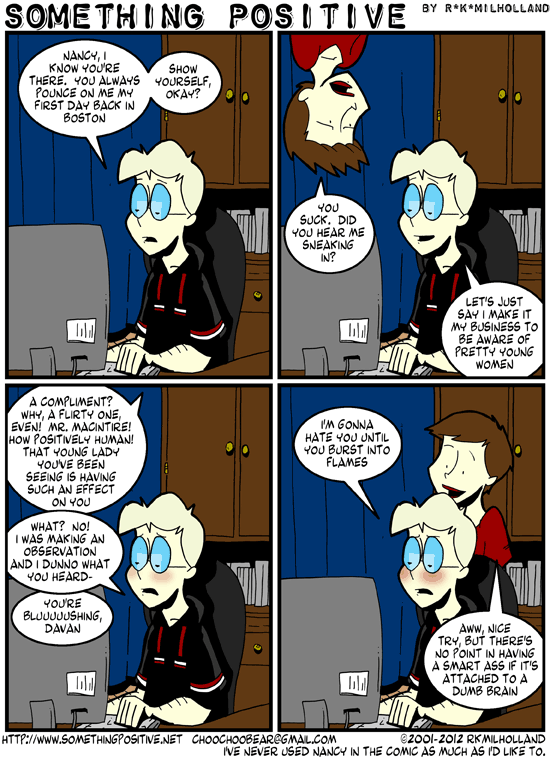 SOMETHING POSITIVE BY R*K*MILHOLLAND
NANCY, I
KNOW YOU'RE
THERE. YOU ALWAYS
POUNCE ON ME MY
FIRST DAY BACK IN
BOSTON
SHOW
YOURSELF,
OKAY?
YOU
SUCK. DID
YOU HEAR ME
SNEAKING
IN?
LET'S JUST
SAY I MAKE IT
MY BUSINESS TO
BE AWARE OF
PRETTY YOUNG
WOMEN
A COMPLIMENT?
WHY, A FLIRTY ONE,
EVEN! MR. MACINTIRE!
HOW POSITIVELY HUMAN!
THAT YOUNG LADY
YOU'VE BEEN
SEEING IS HAVING
SUCH AN EFFECT
ON YOU
WHAT? NO!
I WAS MAKING AN
OBSERVATION
AND I DUNNO WHAT
YOU HEARD-
YOU'RE
BLUUUUUSHING,
DAVAN
I'M GONNA
HATE YOU UNTIL
YOU BURST INTO
FLAMES
AWW, NICE
TRY, BUT THERE'S
NO POINT IN HAVING
A SMART ASS IF IT'S
ATTACHED TO A
DUMB BRAIN
HTTP://WWW.SOMETHINGPOSITIVE.NET CHOOCHOOBEAR@GMAIL.COM ©2001-2012 RKMILHOLLAND
I'VE NEVER USED NANCY IN THE COMIC AS MUCH AS I'D LIKE TO.